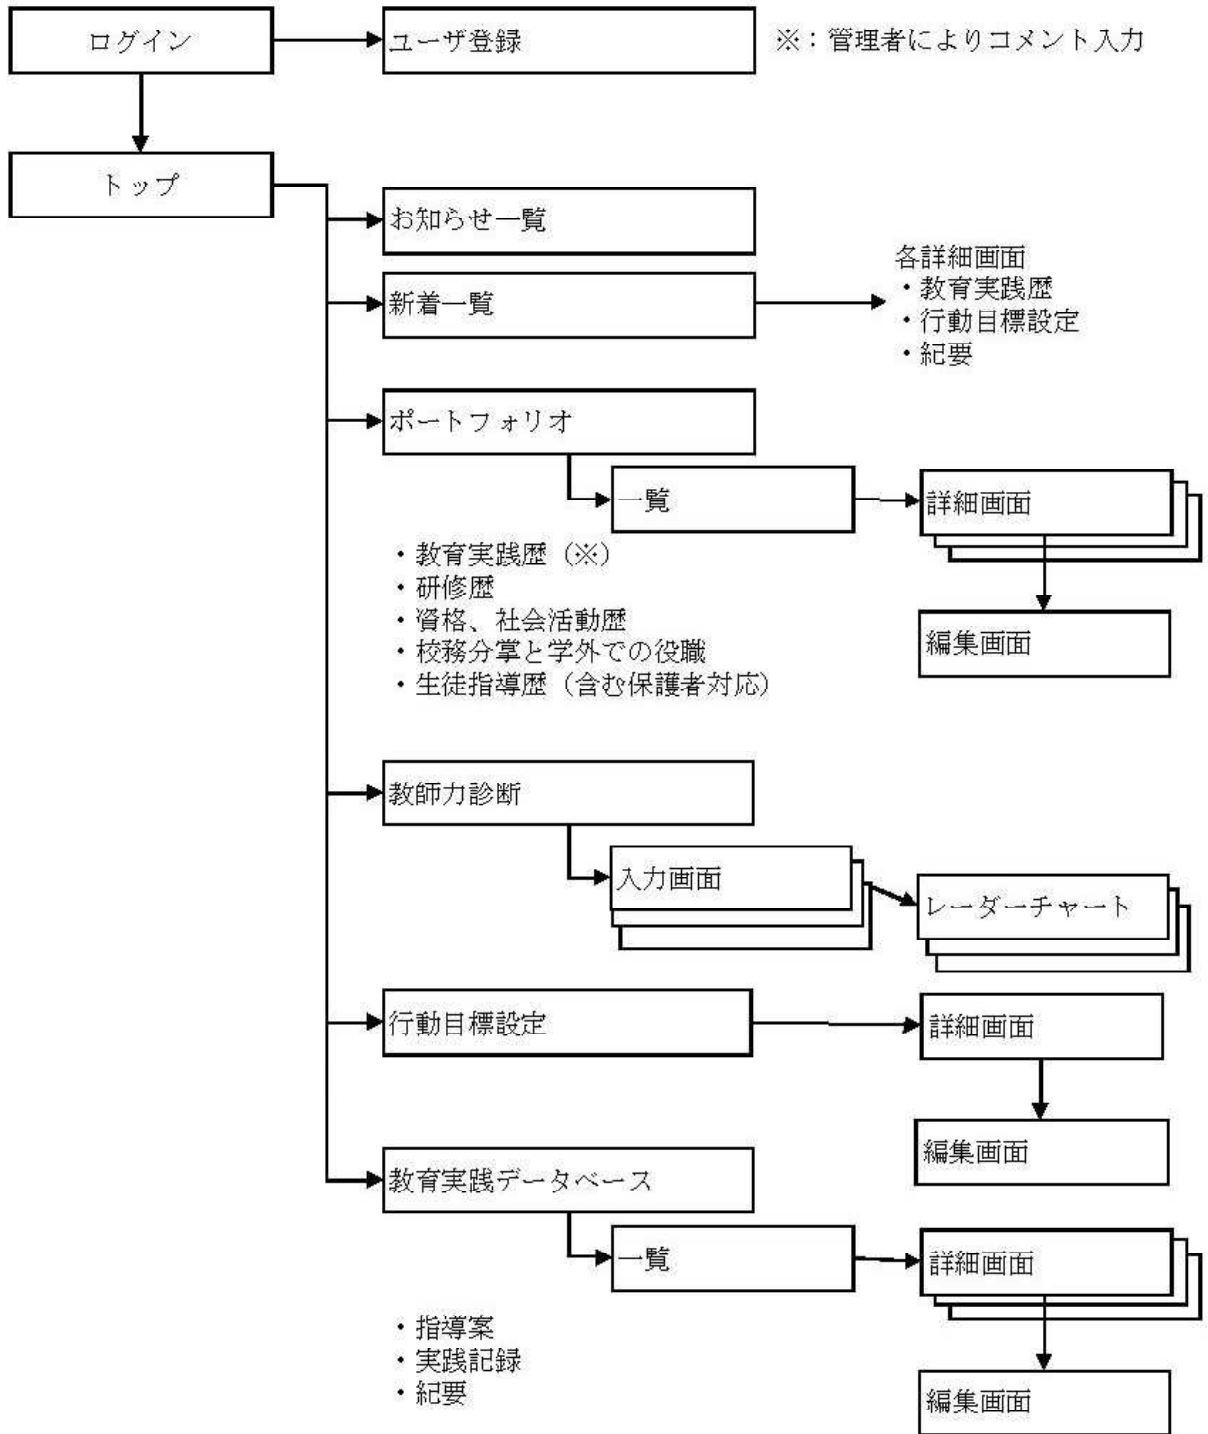 ログイン
ユーザ登録
※：管理者によりコメント入力
トップ
お知らせ一覧
新着一覧
各詳細画面
・教育実践歴
・行動目標設定
・紀要
ポートフォリオ
一覧
詳細画面
編集画面
・教育実践歴（※）
・研修歴
・資格、社会活動歴
・校務分掌と学外での役職
・生徒指導歴（含む保護者対応）
教師力診断
入力画面
レーダーチャート
行動目標設定
詳細画面
編集画面
教育実践データベース
一覧
詳細画面
編集画面
・指導案
・実践記録
・紀要